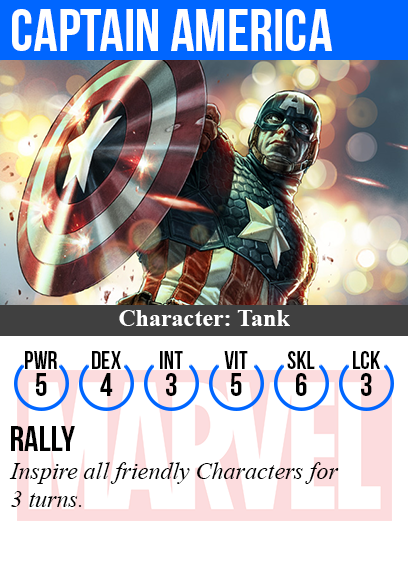 CAPTAIN AMERICA
Character: Tank
PWR DEX INT VIT SKL LCK
5 4 3 5 6 3
MARVEL
RALLY
Inspire all friendly Characters for
3 turns.